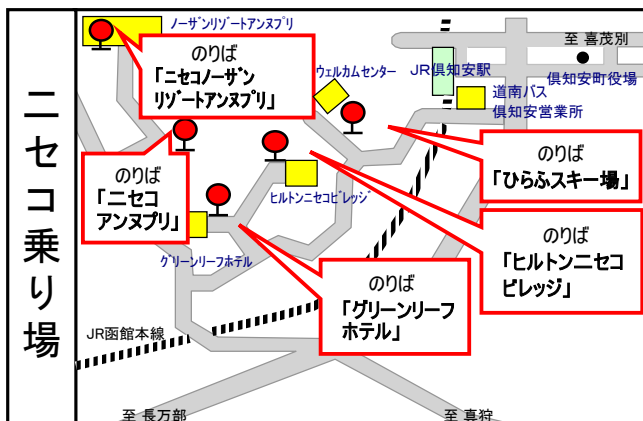 ニセコ乗り場
ノーザンリゾートアンヌプリ
のりば
「ニセコノーザン
リゾートアンヌプリ」
ウェルカムセンター
至 喜茂別
JR倶知安駅
倶知安町役場
道南バス
倶知安営業所
のりば
「ニセコ
アンヌプリ」
のりば
「ひらふスキー場」
ヒルトンニセコビレッジ
のりば
「ヒルトンニセコ
ビレッジ」
グリーンリーフホテル
のりば
「グリーンリーフ
ホテル」
JR函館本線
至 長万部
至 真狩